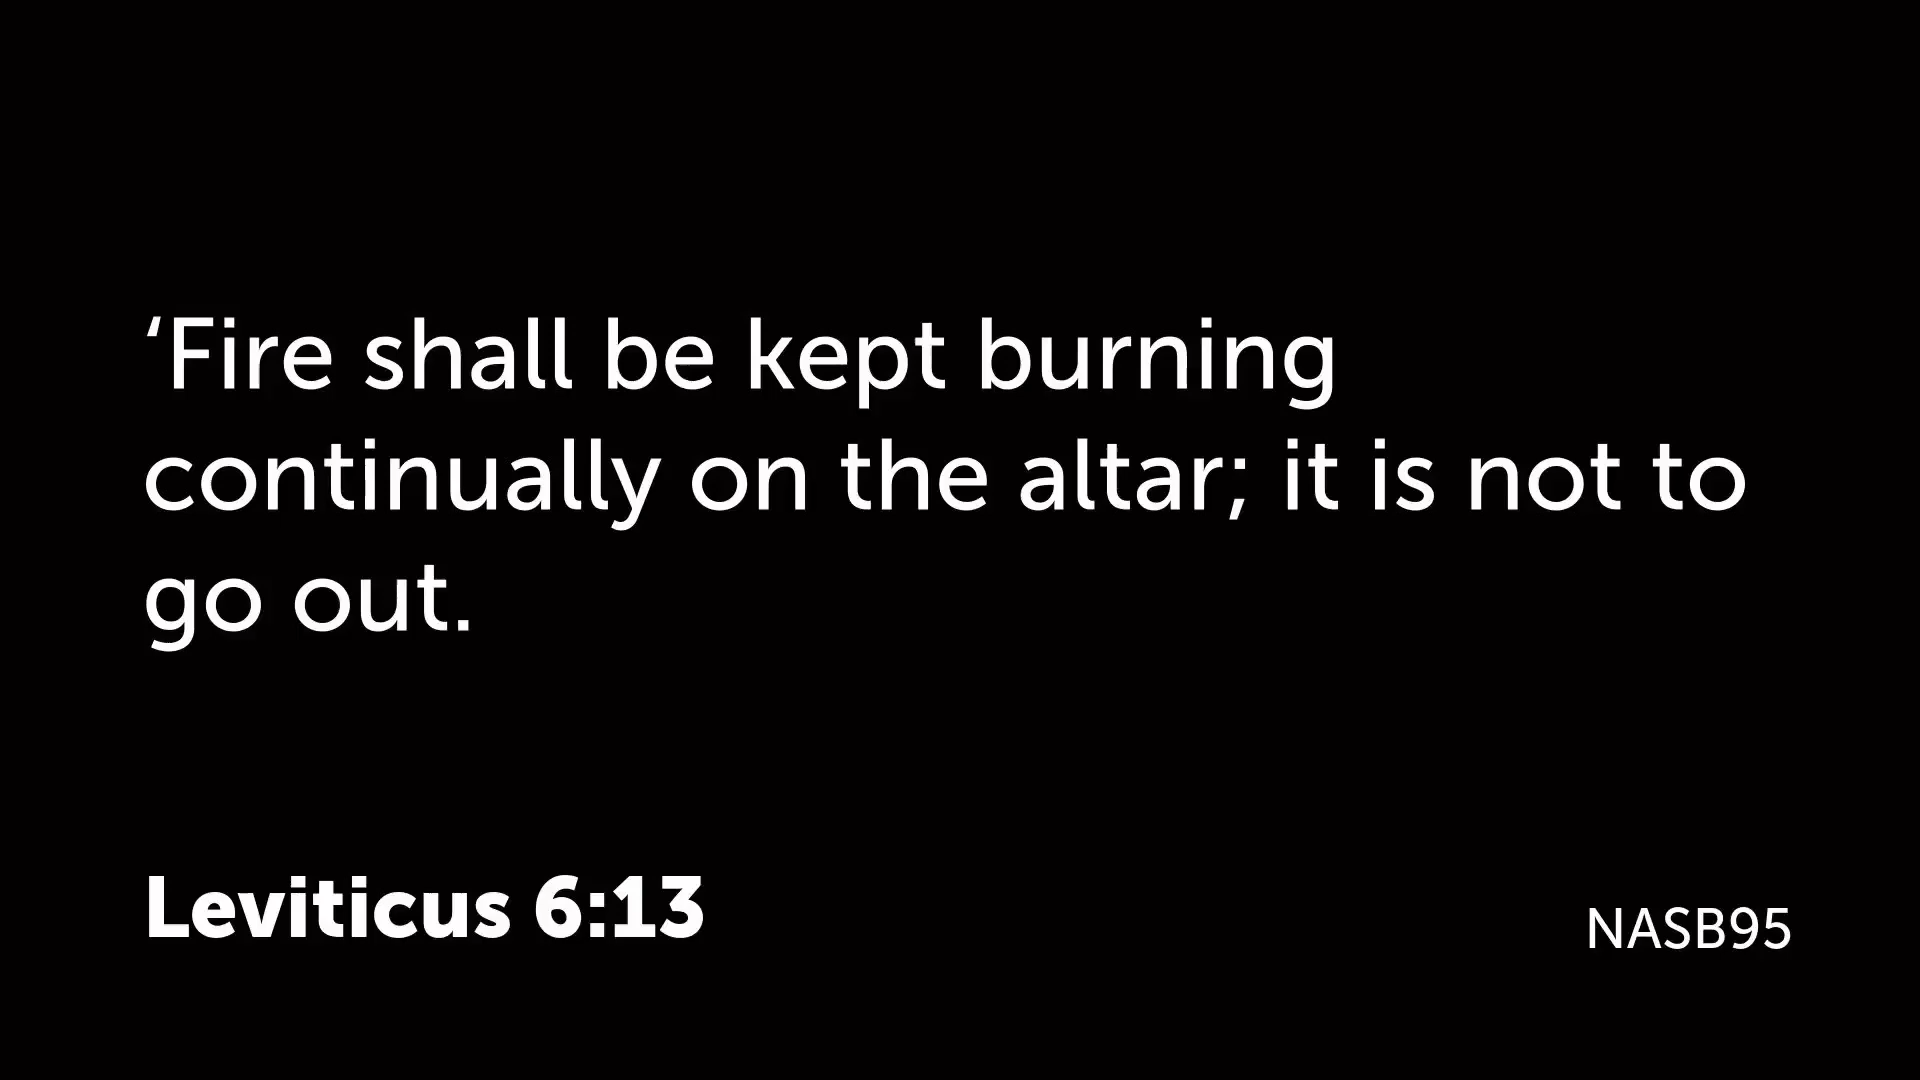 ‘Fire shall be kept burning
continually on the altar; it is not to
go out.
Leviticus 6:13
NASB95